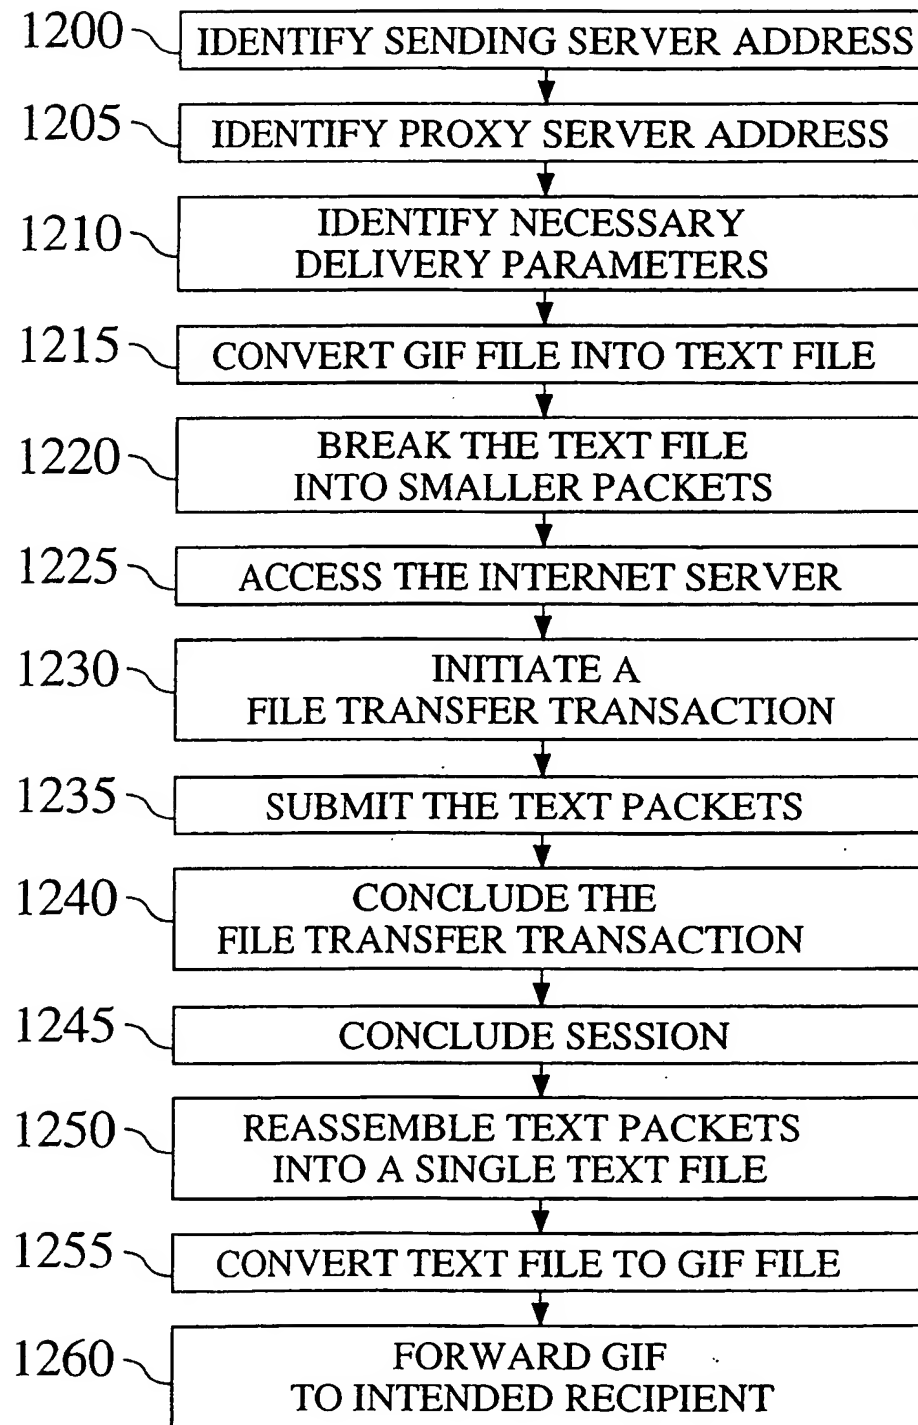 1200 IDENTIFY SENDING SERVER ADDRESS
1205 IDENTIFY PROXY SERVER ADDRESS
1210 IDENTIFY NECESSARY
DELIVERY PARAMETERS
1215 CONVERT GIF FILE INTO TEXT FILE
1220 BREAK THE TEXT FILE
INTO SMALLER PACKETS
1225 ACCESS THE INTERNET SERVER
1230 INITIATE A
FILE TRANSFER TRANSACTION
1235 SUBMIT THE TEXT PACKETS
1240 CONCLUDE THE
FILE TRANSFER TRANSACTION
1245 CONCLUDE SESSION
1250 REASSEMBLE TEXT PACKETS
INTO A SINGLE TEXT FILE
1255 CONVERT TEXT FILE TO GIF FILE
1260 FORWARD GIF
TO INTENDED RECIPIENT